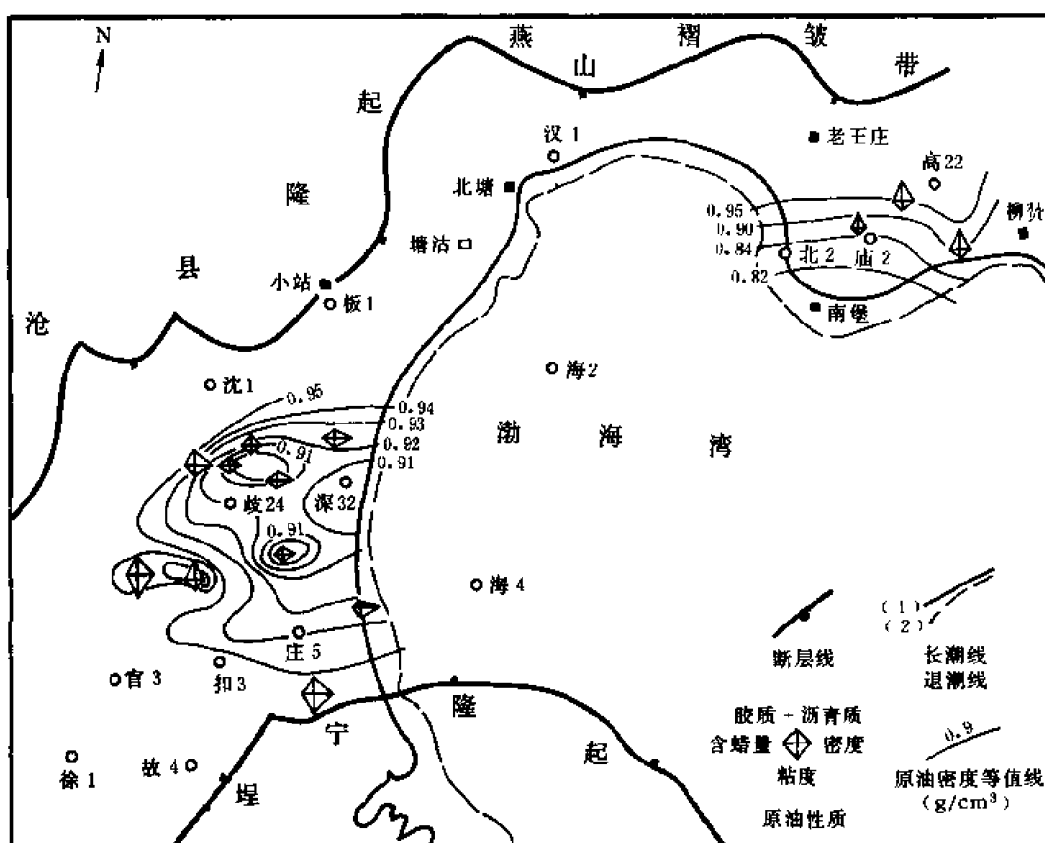 N
燕山褶皱带
沧县隆起
汉1
老王庄
高22
北塘
柳赞
塘沽
0.95
0.90
0.84
0.82
北2
庙2
小站
板1
南堡
沈1
海2
0.95
0.94
0.93
0.92
0.91
0.91
渤海湾
歧24
深32
0.91
海4
庄5
官3
扣3
徐1
故4
埕宁隆起
断层线
(1)
(2)
长潮线
退潮线
胶质-沥青质
含蜡量 密度
粘度
原油性质
0.9
原油密度等值线
(g/cm³)